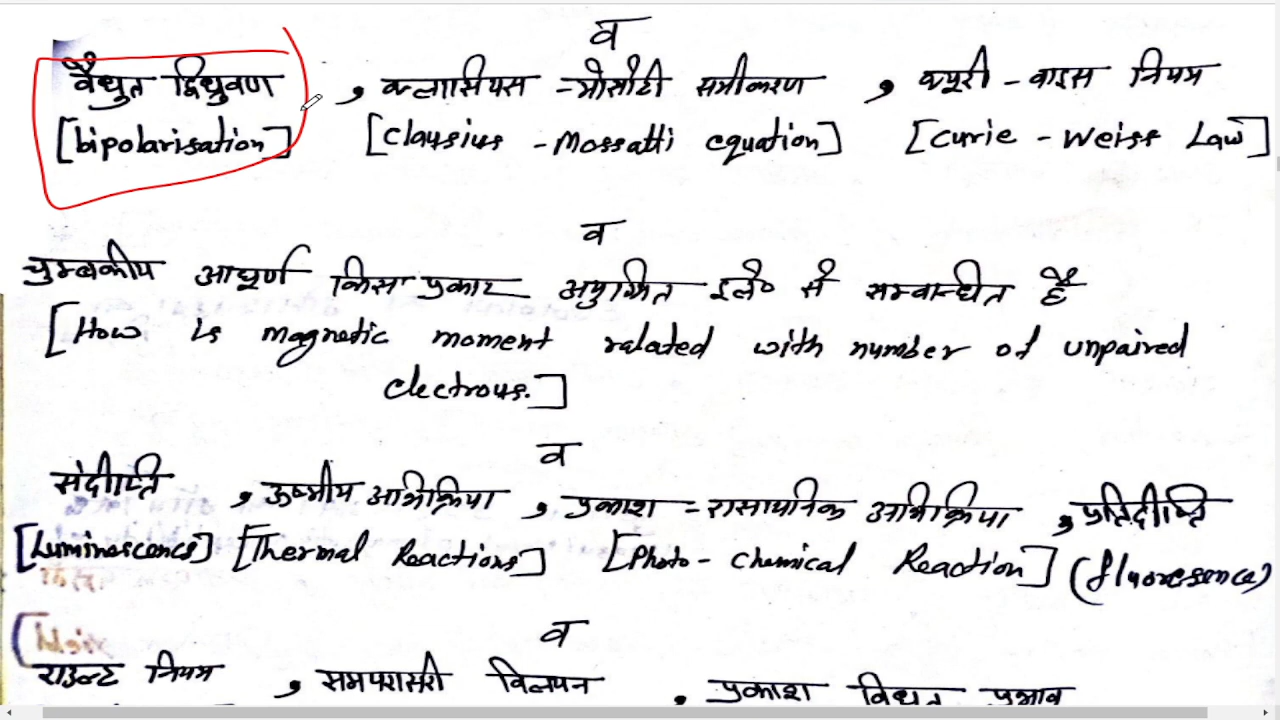 व
वैद्युत द्विध्रुवण , क्लासियस - मोसौटी समीकरण , क्यूरी - वाइस नियम
[bipolarisation] [Clausius - Mossatti equation] [Curie - Weiss Law]
व
चुम्बकीय आघूर्ण किस प्रकार अयुग्मित इले० से सम्बन्धित है
[How is magnetic moment related with number of unpaired
electrons.]
व
संदीप्ति , ऊष्मीय अभिक्रिया , प्रकाश - रासायनिक अभिक्रिया , प्रतिदीप्ति
[Luminescence] [Thermal Reactions] [Photo - chemical Reaction] (fluoresence)
व
राउल्ट नियम , समपरासरी विलयन , प्रकाश विद्युत प्रभाव